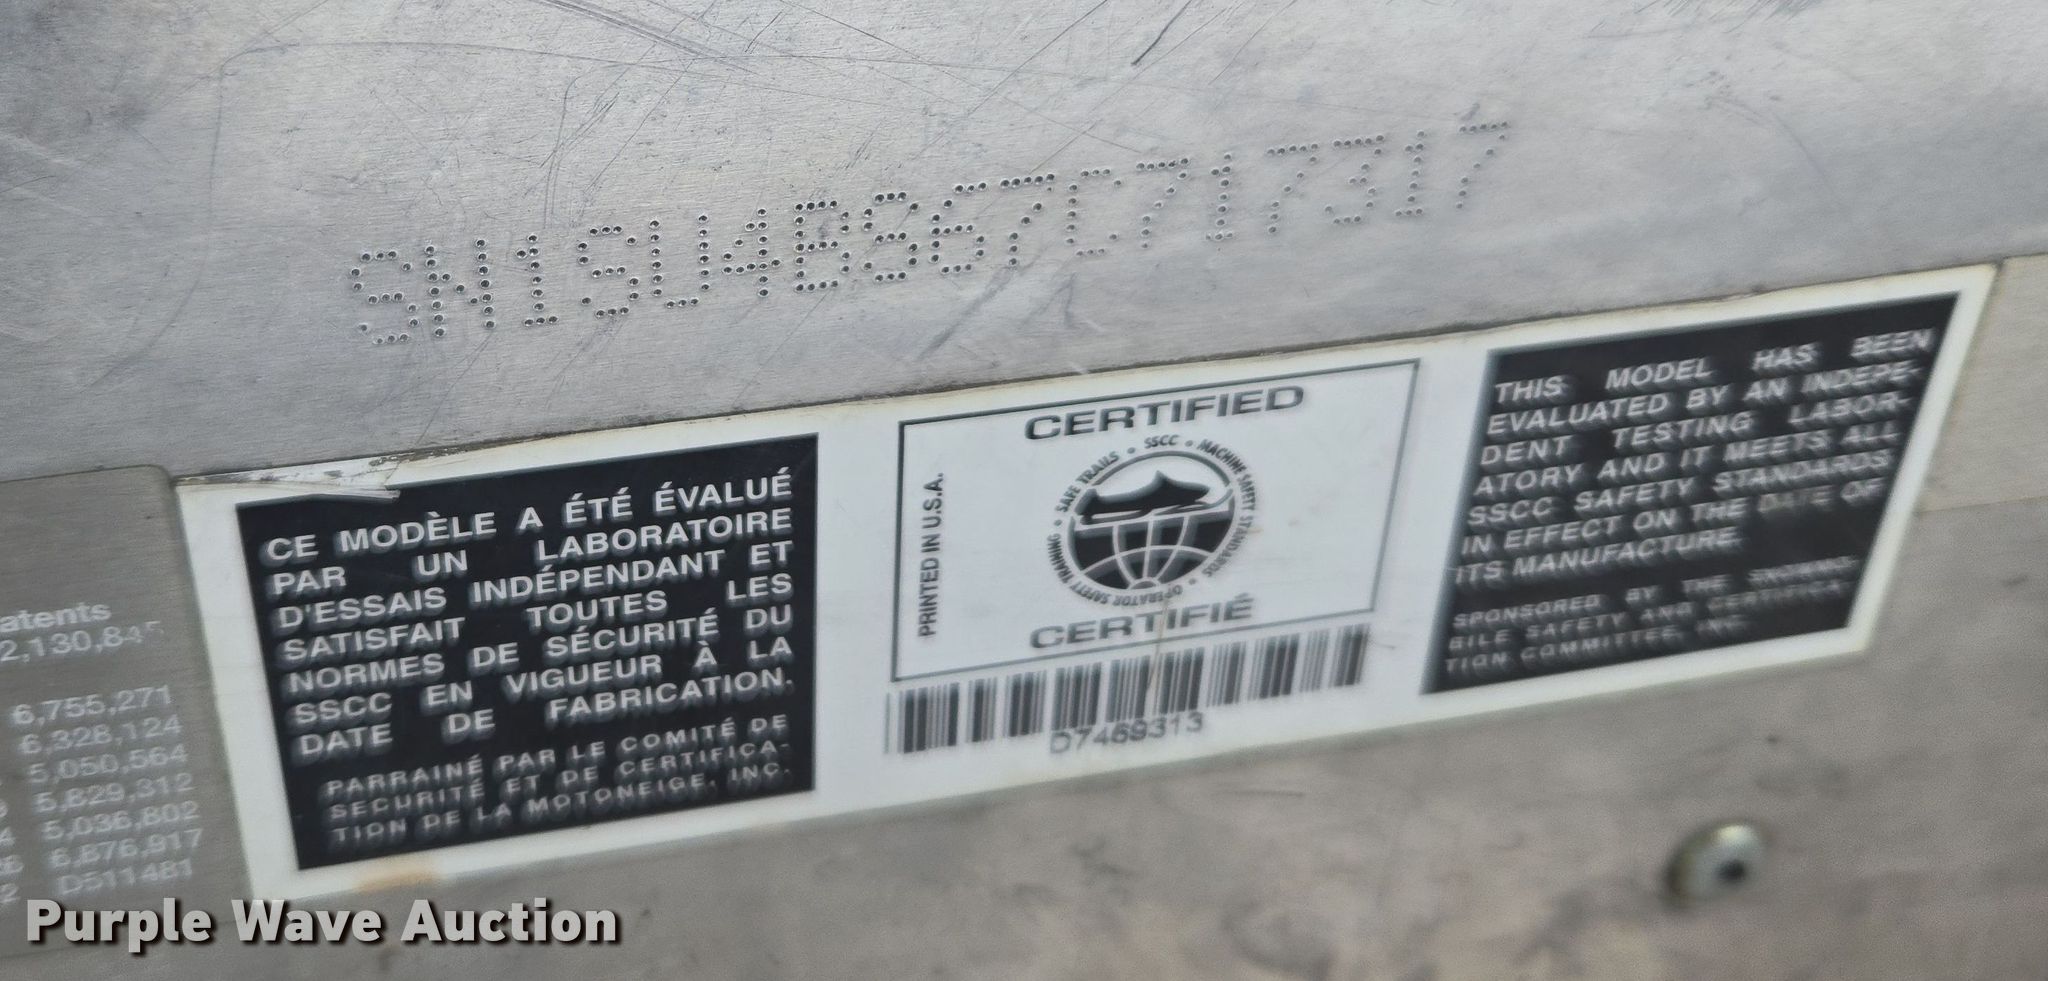 SN1SU4BS67C717317
atents
2,130,845
6,755,271
6,328,124
5,050,564
5,829,312
5,036,802
6,876,917
D511481
CE MODÈLE A ÉTÉ ÉVALUÉ
PAR UN LABORATOIRE
D'ESSAIS INDÉPENDANT ET
SATISFAIT TOUTES LES
NORMES DE SÉCURITÉ DU
SSCC EN VIGUEUR À LA
DATE DE FABRICATION.
PARRAINÉ PAR LE COMITÉ DE
SECURITÉ ET DE CERTIFICA-
TION DE LA MOTONEIGE, INC.
PRINTED IN U.S.A.
CERTIFIED
SAFE TRAILS • SSCC • MACHINE SAFETY STANDARDS • OPERATOR SAFETY TRAINING •
CERTIFIÉ
D7469313
THIS MODEL HAS BEEN
EVALUATED BY AN INDEPE-
DENT TESTING LABOR-
ATORY AND IT MEETS ALL
SSCC SAFETY STANDARDS
IN EFFECT ON THE DATE OF
ITS MANUFACTURE.
SPONSORED BY THE SNOWMO-
BILE SAFETY AND CERTIFICA-
TION COMMITTEE, INC.
Purple Wave Auction